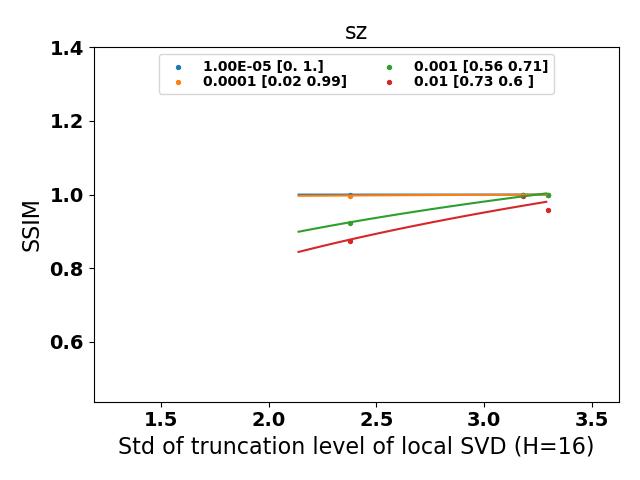 sz
1.00E-05 [0. 1.]
0.0001 [0.02 0.99]
0.001 [0.56 0.71]
0.01 [0.73 0.6 ]
SSIM
1.4
1.2
1.0
0.8
0.6
1.5 2.0 2.5 3.0 3.5
Std of truncation level of local SVD (H=16)